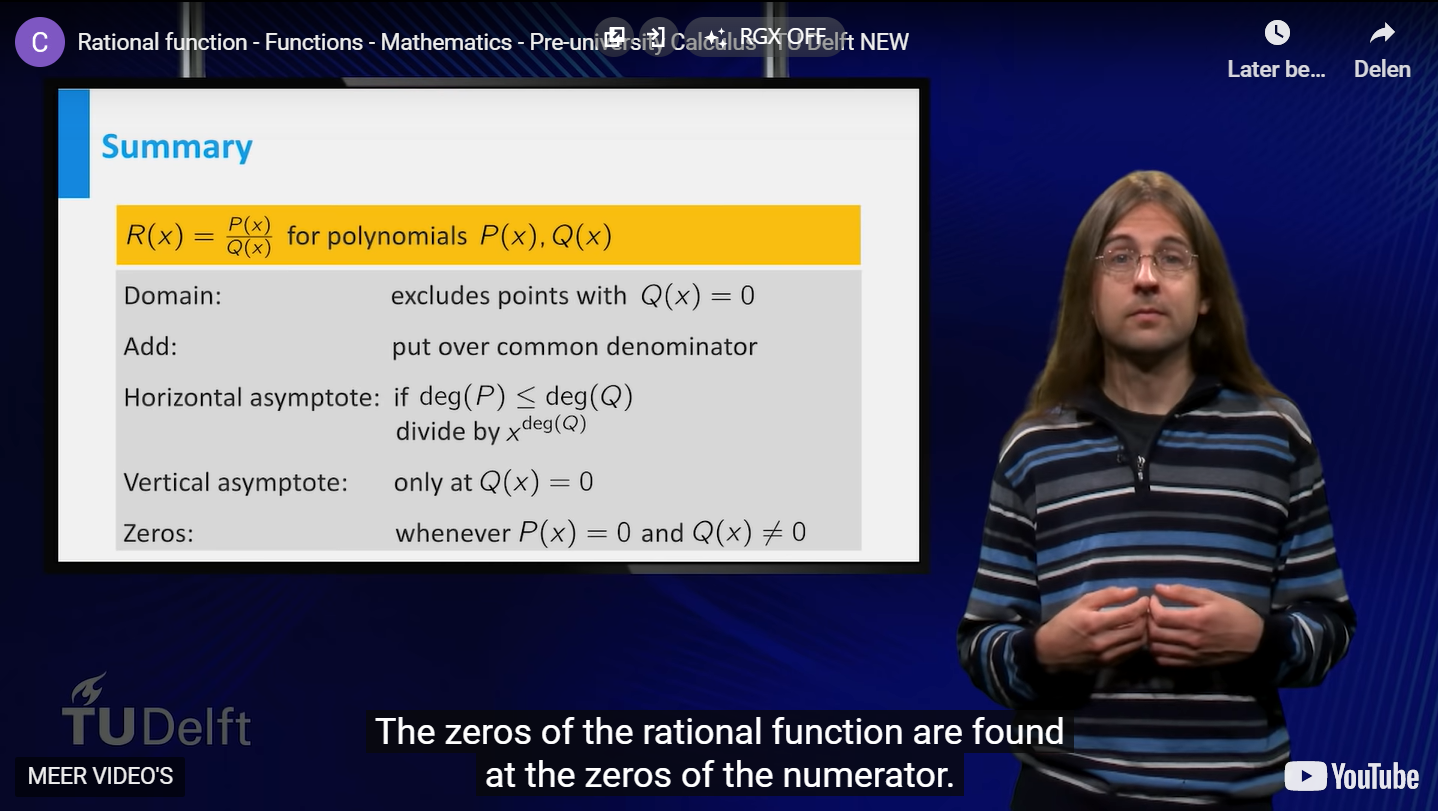 C
Rational function - Functions - Mathematics - Pre-university Calculus - TU Delft NEW
RGX OFF
Later be...
Delen
Summary
R(x) = P(x)/Q(x) for polynomials P(x), Q(x)
Domain: excludes points with Q(x) = 0
Add: put over common denominator
Horizontal asymptote: if deg(P) ≤ deg(Q)
divide by x^deg(Q)
Vertical asymptote: only at Q(x) = 0
Zeros: whenever P(x) = 0 and Q(x) ≠ 0
TUDelft
The zeros of the rational function are found
at the zeros of the numerator.
MEER VIDEO'S
YouTube